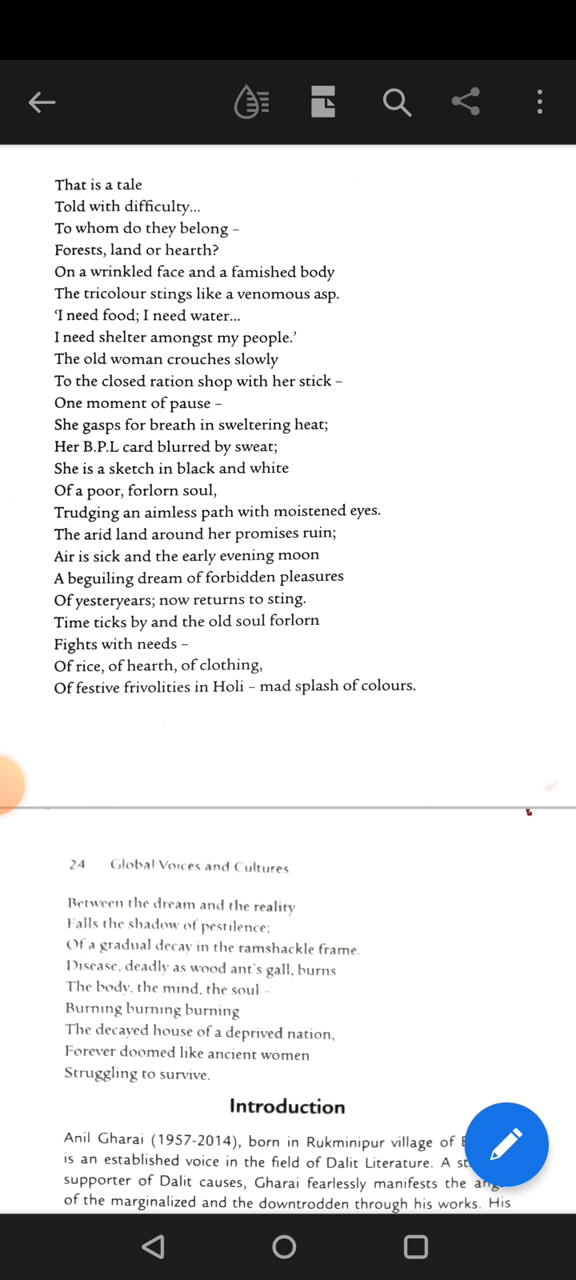 That is a tale
Told with difficulty...
To whom do they belong –
Forests, land or hearth?
On a wrinkled face and a famished body
The tricolour stings like a venomous asp.
'I need food; I need water...
I need shelter amongst my people.'
The old woman crouches slowly
To the closed ration shop with her stick –
One moment of pause –
She gasps for breath in sweltering heat;
Her B.P.L card blurred by sweat;
She is a sketch in black and white
Of a poor, forlorn soul,
Trudging an aimless path with moistened eyes.
The arid land around her promises ruin;
Air is sick and the early evening moon
A beguiling dream of forbidden pleasures
Of yesteryears; now returns to sting.
Time ticks by and the old soul forlorn
Fights with needs –
Of rice, of hearth, of clothing,
Of festive frivolities in Holi – mad splash of colours.
24 Global Voices and Cultures
Between the dream and the reality
Falls the shadow of pestilence;
Of a gradual decay in the ramshackle frame.
Disease, deadly as wood ant's gall, burns
The body, the mind, the soul –
Burning burning burning
The decayed house of a deprived nation,
Forever doomed like ancient women
Struggling to survive.
Introduction
Anil Gharai (1957-2014), born in Rukminipur village of
is an established voice in the field of Dalit Literature. A
supporter of Dalit causes, Gharai fearlessly manifests the
of the marginalized and the downtrodden through his works. His